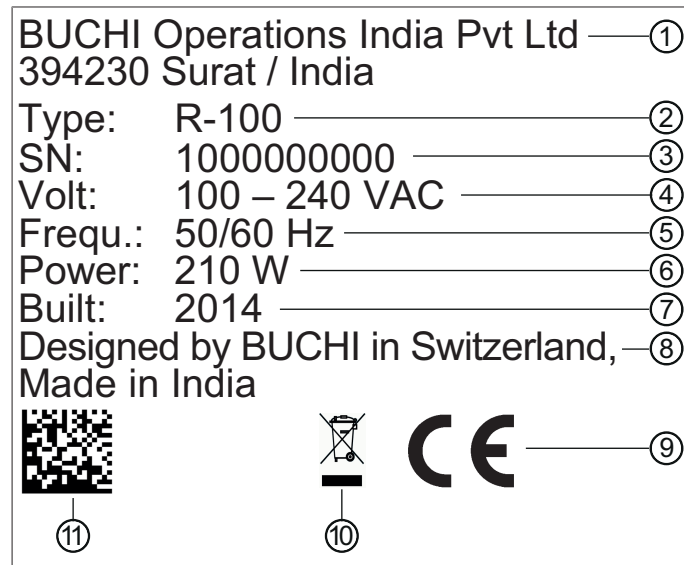 BUCHI Operations India Pvt Ltd ①
394230 Surat / India
Type: R-100 ②
SN: 1000000000 ③
Volt: 100 – 240 VAC ④
Frequ.: 50/60 Hz ⑤
Power: 210 W ⑥
Built: 2014 ⑦
Designed by BUCHI in Switzerland, ⑧
Made in India
CE ⑨
⑪ ⑩